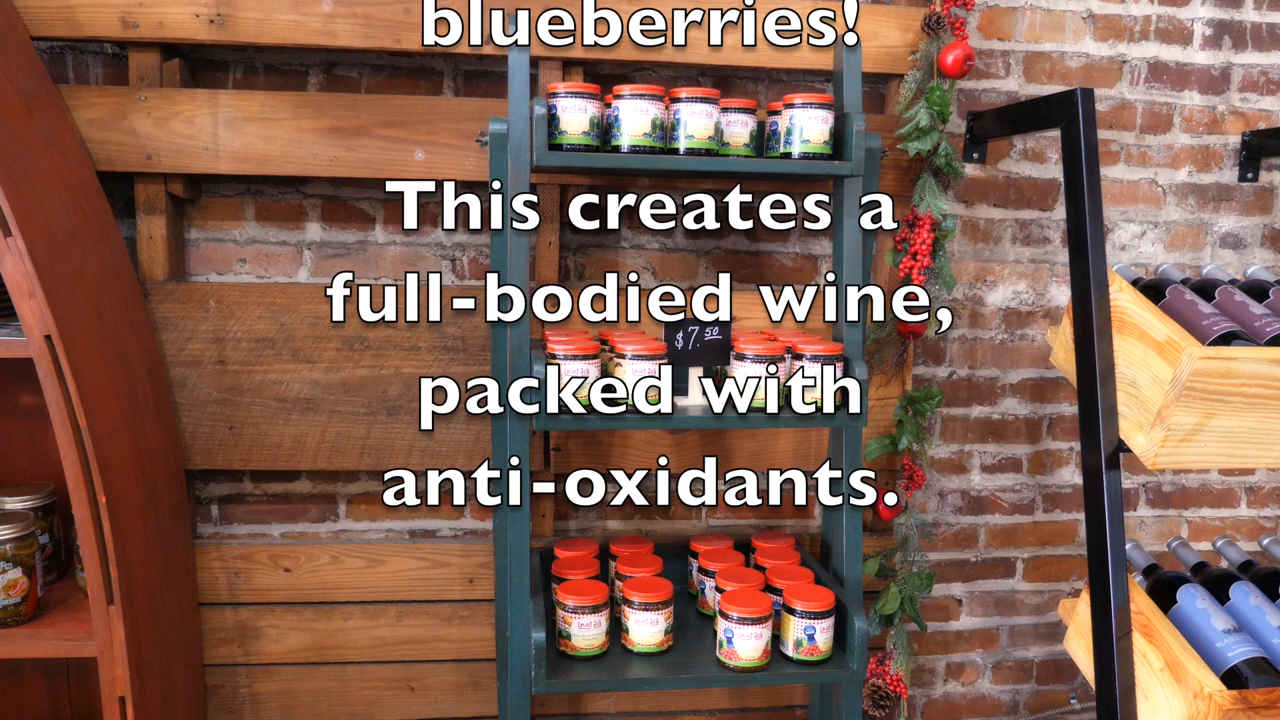 blueberries!
This creates a
full-bodied wine,
packed with
anti-oxidants.
$7.50